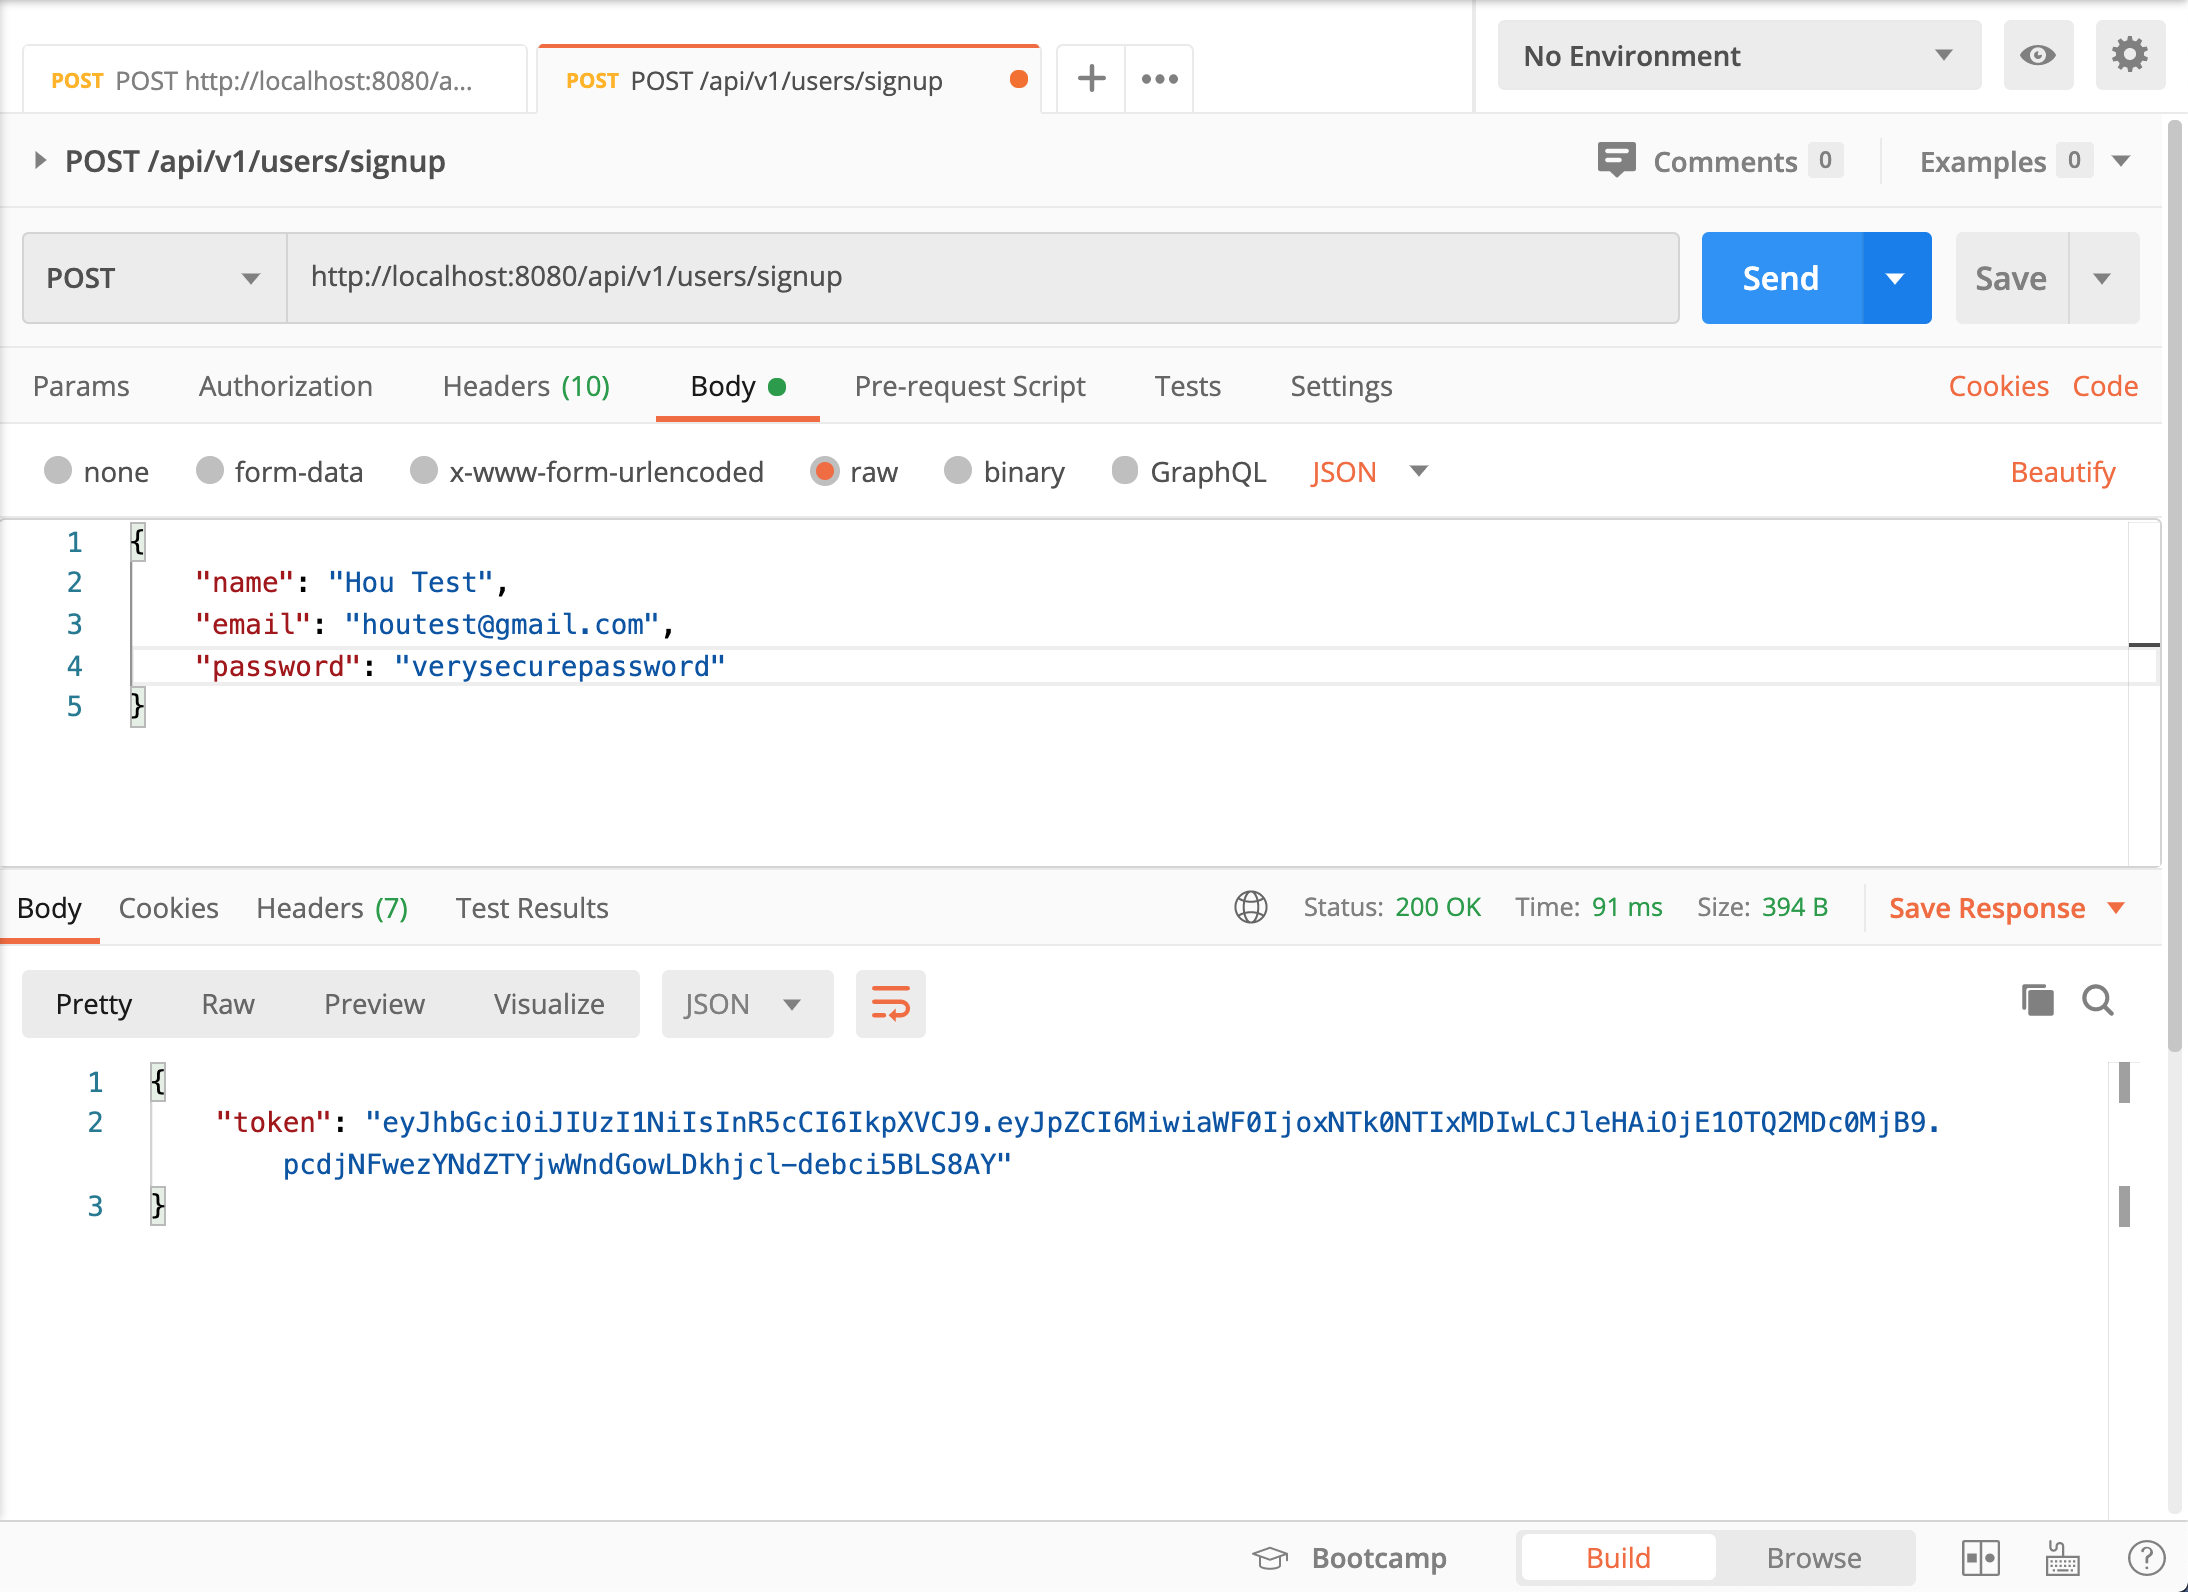 POST POST http://localhost:8080/a...
POST POST /api/v1/users/signup
No Environment
POST /api/v1/users/signup
Comments 0
Examples 0
POST
http://localhost:8080/api/v1/users/signup
Send
Save
Params Authorization Headers (10) Body Pre-request Script Tests Settings Cookies Code
none form-data x-www-form-urlencoded raw binary GraphQL JSON Beautify
1 {
2 "name": "Hou Test",
3 "email": "houtest@gmail.com",
4 "password": "verysecurepassword"
5 }
Body Cookies Headers (7) Test Results Status: 200 OK Time: 91 ms Size: 394 B Save Response
Pretty Raw Preview Visualize JSON
1 {
2 "token": "eyJhbGciOiJIUzI1NiIsInR5cCI6IkpXVCJ9.eyJpZCI6MiwiaWF0IjoxNTk0NTIxMDIwLCJleHAiOjE1OTQ2MDc0MjB9.
pcdjNFwezYNdZTYjwWndGowLDkhjcl-debci5BLS8AY"
3 }
Bootcamp Build Browse